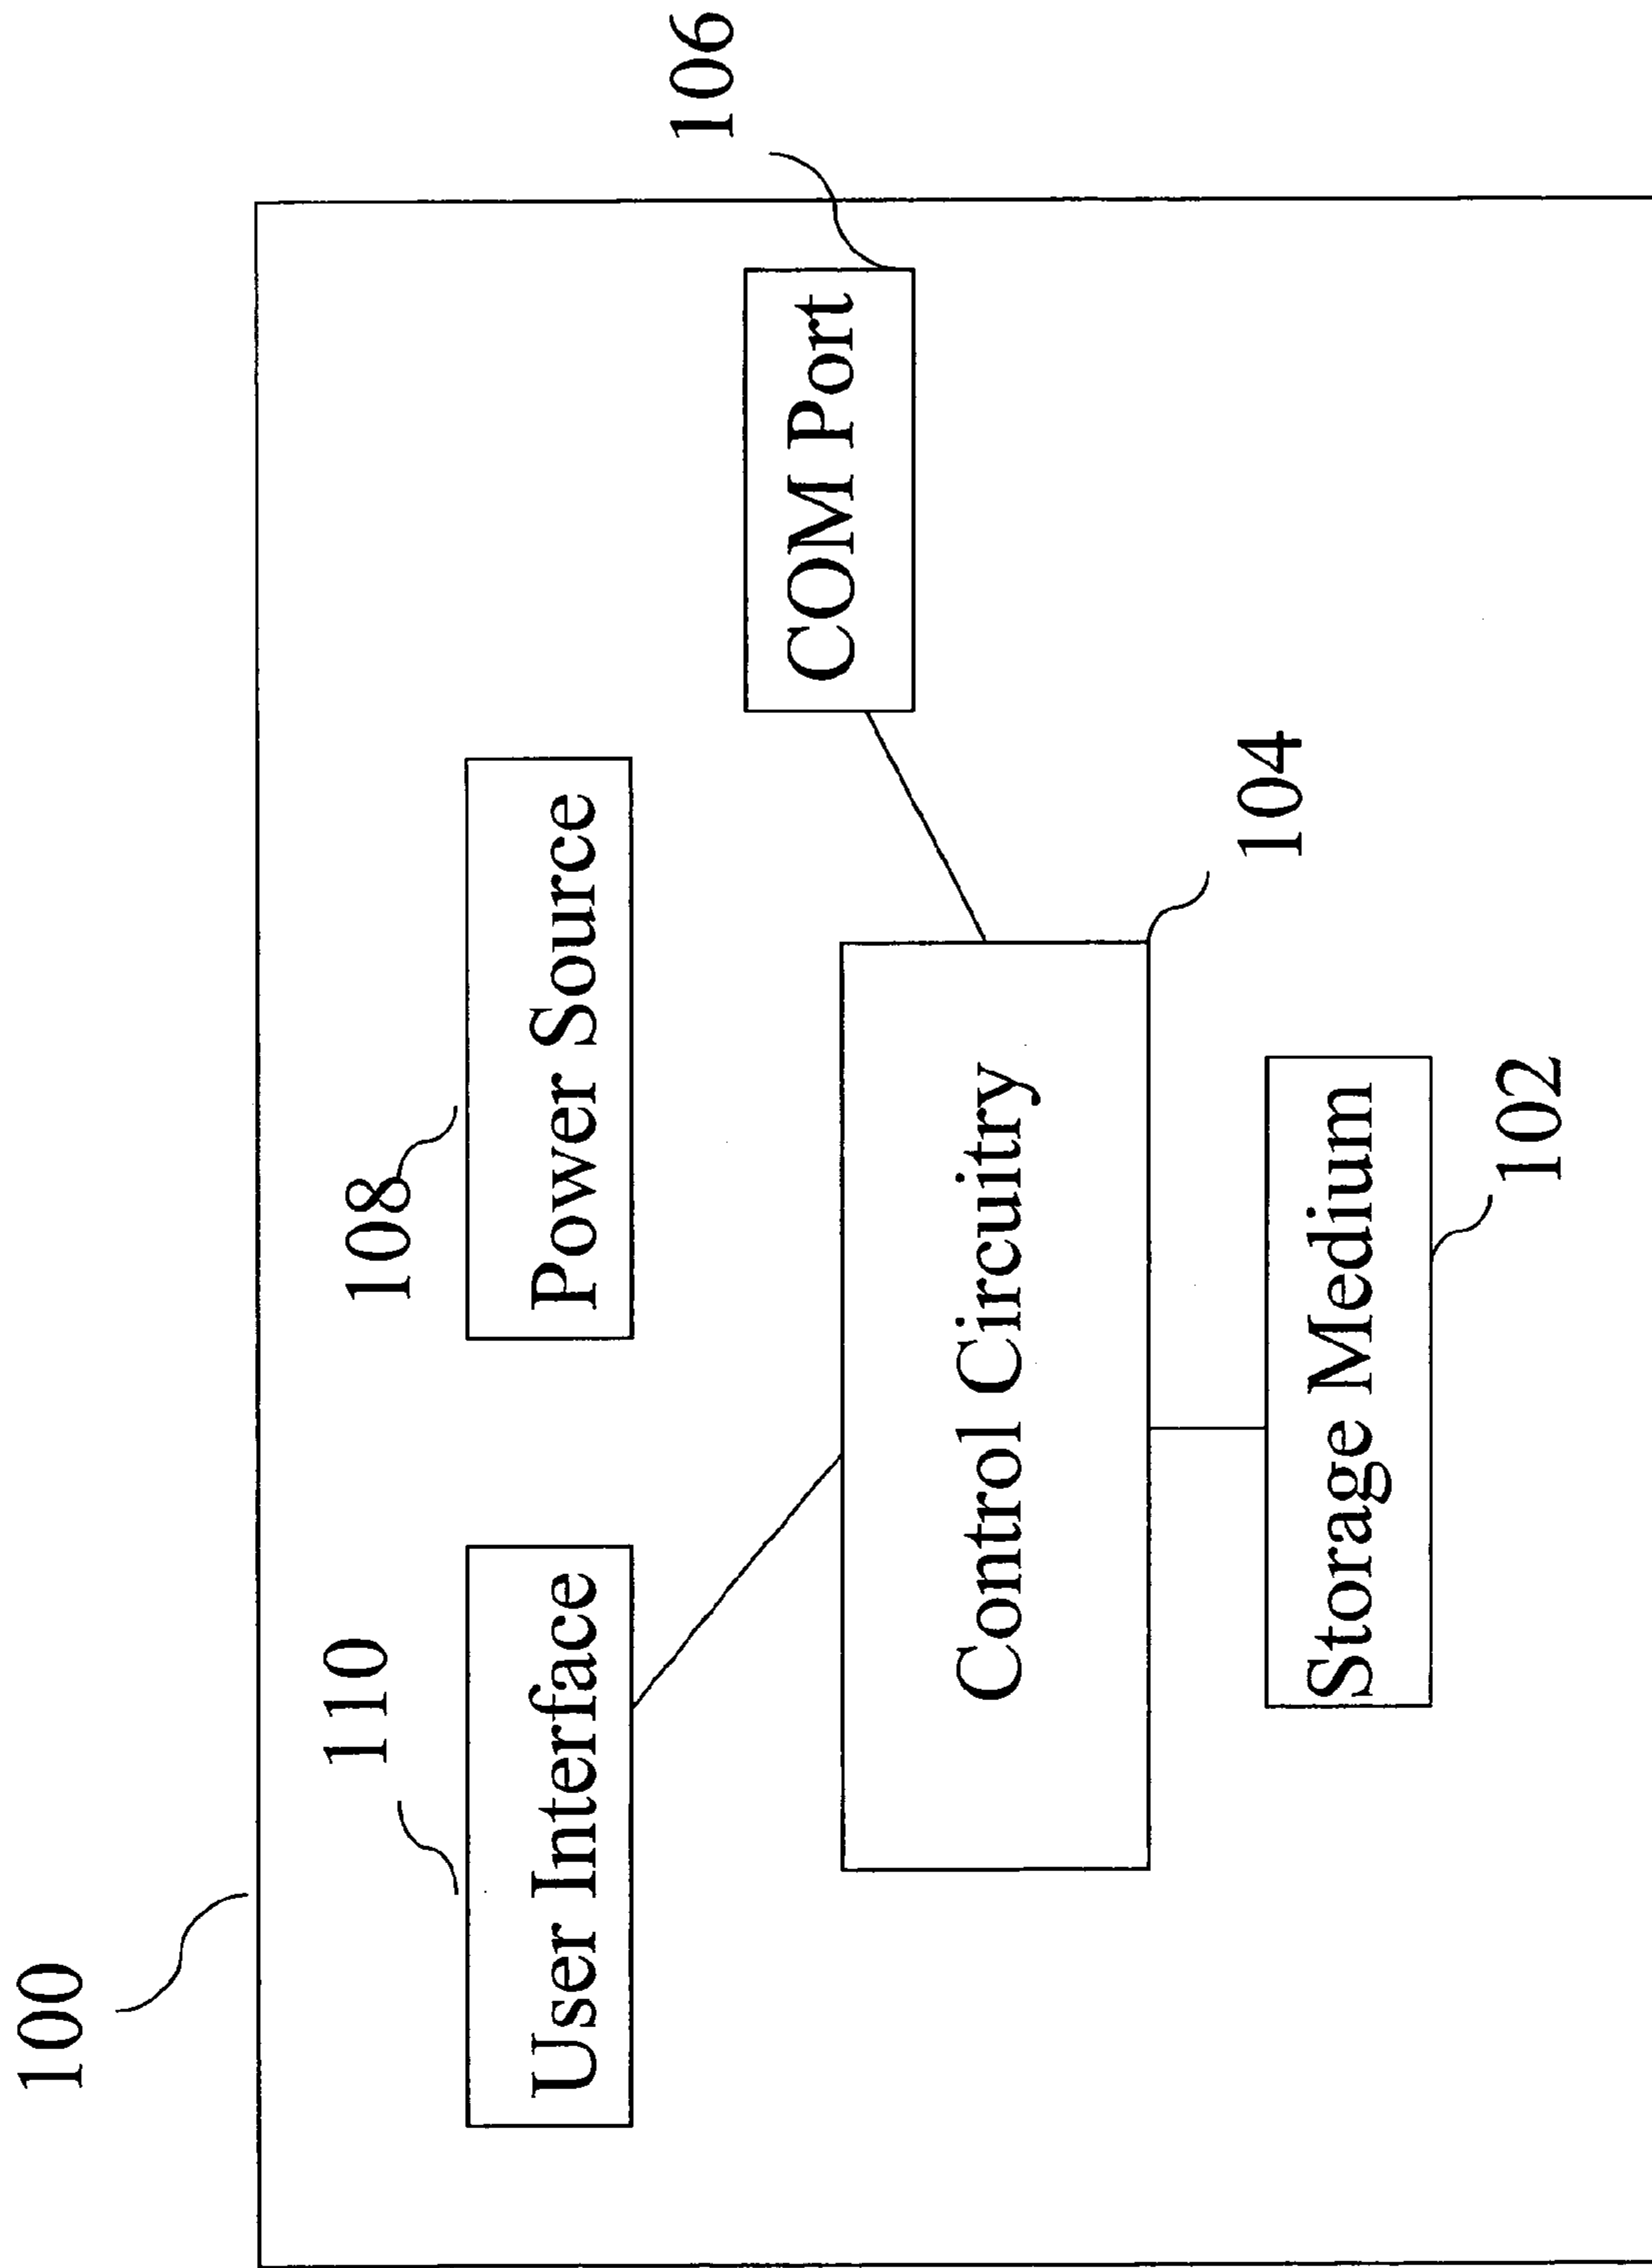 100
110
User Interface
108
Power Source
106
COM Port
Control Circuitry
104
Storage Medium
102